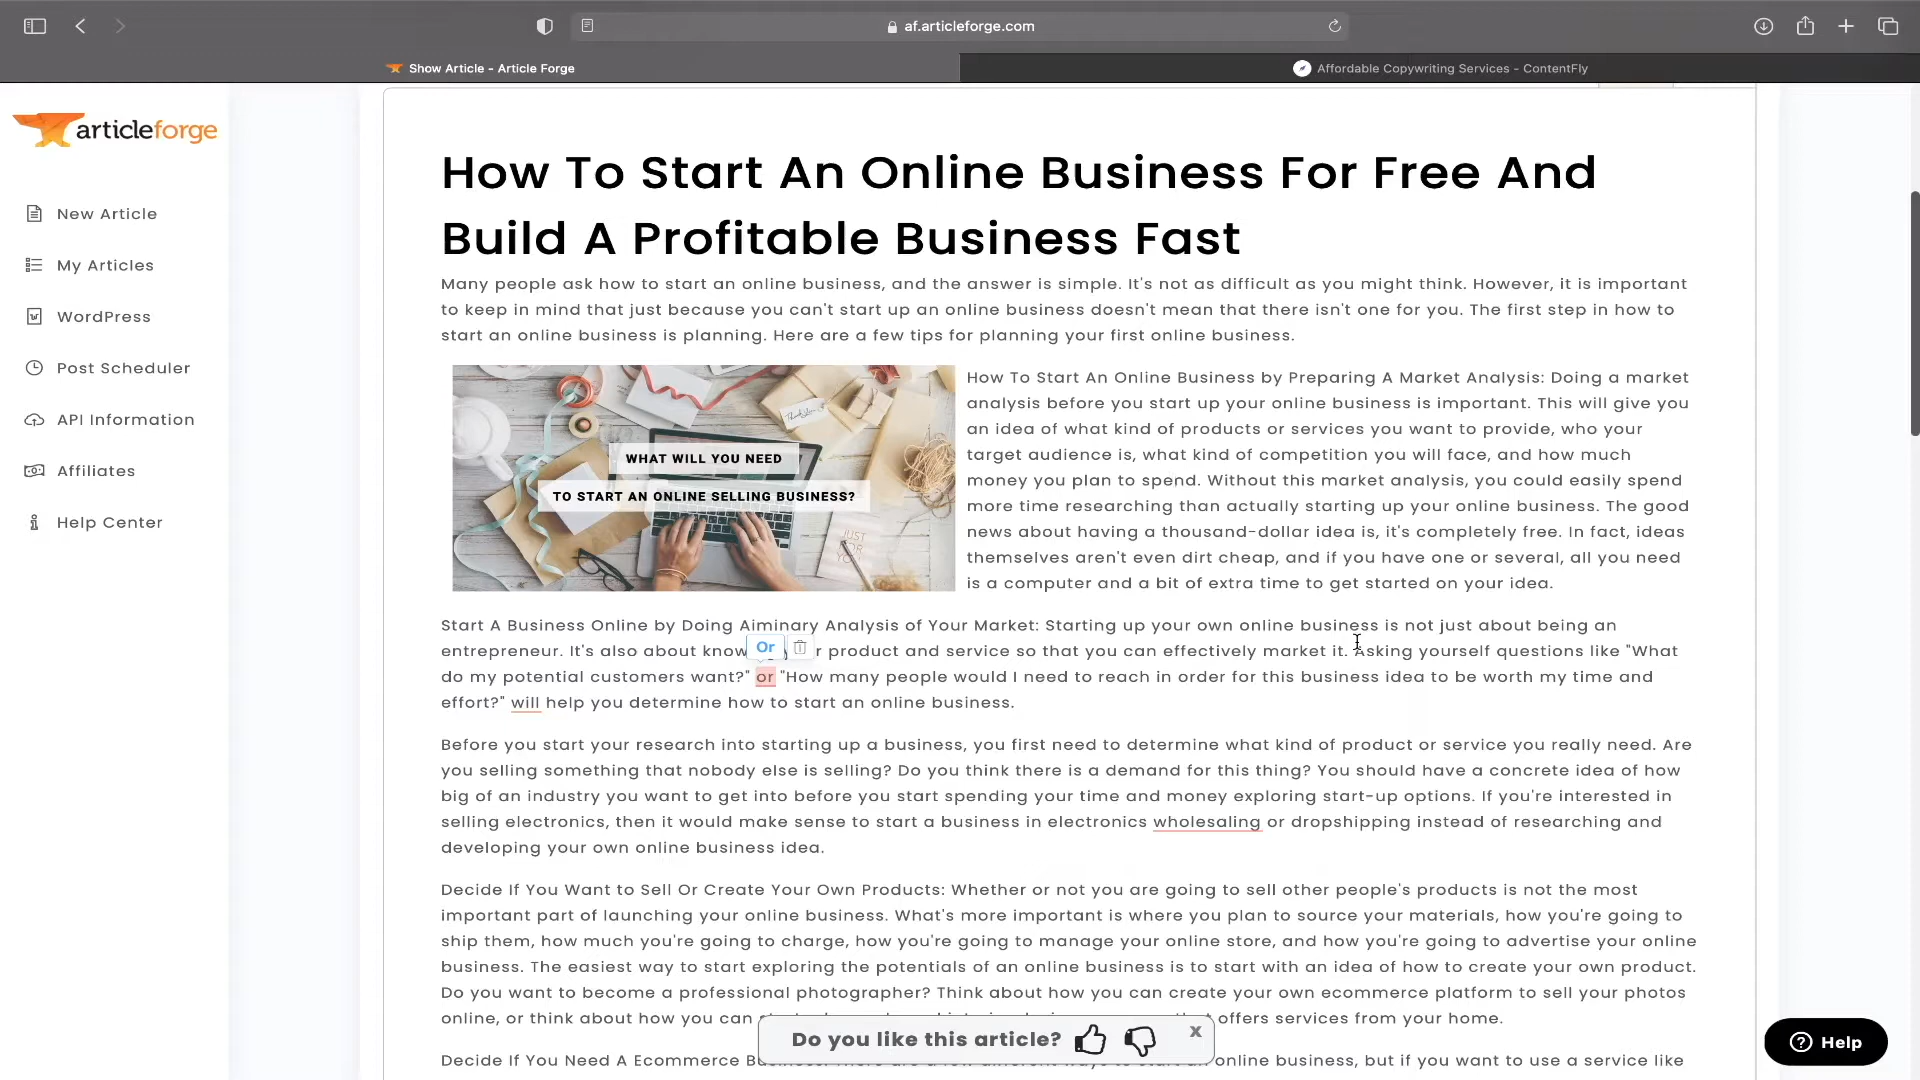 af.articleforge.com
Show Article - Article Forge
Affordable Copywriting Services - ContentFly
articleforge
New Article
My Articles
WordPress
Post Scheduler
API Information
Affiliates
Help Center
How To Start An Online Business For Free And
Build A Profitable Business Fast
Many people ask how to start an online business, and the answer is simple. It's not as difficult as you might think. However, it is important
to keep in mind that just because you can't start up an online business doesn't mean that there isn't one for you. The first step in how to
start an online business is planning. Here are a few tips for planning your first online business.
WHAT WILL YOU NEED
TO START AN ONLINE SELLING BUSINESS?
Thank you
JUST
FOR
YOU
How To Start An Online Business by Preparing A Market Analysis: Doing a market
analysis before you start up your online business is important. This will give you
an idea of what kind of products or services you want to provide, who your
target audience is, what kind of competition you will face, and how much
money you plan to spend. Without this market analysis, you could easily spend
more time researching than actually starting up your online business. The good
news about having a thousand-dollar idea is, it's completely free. In fact, ideas
themselves aren't even dirt cheap, and if you have one or several, all you need
is a computer and a bit of extra time to get started on your idea.
Start A Business Online by Doing Aiminary Analysis of Your Market: Starting up your own online business is not just about being an
entrepreneur. It's also about know r product and service so that you can effectively market it. Asking yourself questions like "What
Or
do my potential customers want?" or "How many people would I need to reach in order for this business idea to be worth my time and
effort?" will help you determine how to start an online business.
Before you start your research into starting up a business, you first need to determine what kind of product or service you really need. Are
you selling something that nobody else is selling? Do you think there is a demand for this thing? You should have a concrete idea of how
big of an industry you want to get into before you start spending your time and money exploring start-up options. If you're interested in
selling electronics, then it would make sense to start a business in electronics wholesaling or dropshipping instead of researching and
developing your own online business idea.
Decide If You Want to Sell Or Create Your Own Products: Whether or not you are going to sell other people's products is not the most
important part of launching your online business. What's more important is where you plan to source your materials, how you're going to
ship them, how much you're going to charge, how you're going to manage your online store, and how you're going to advertise your online
business. The easiest way to start exploring the potentials of an online business is to start with an idea of how to create your own product.
Do you want to become a professional photographer? Think about how you can create your own ecommerce platform to sell your photos
online, or think about how you can offers services from your home.
Decide If You Need A Ecommerce online business, but if you want to use a service like
Do you like this article?
x
Help